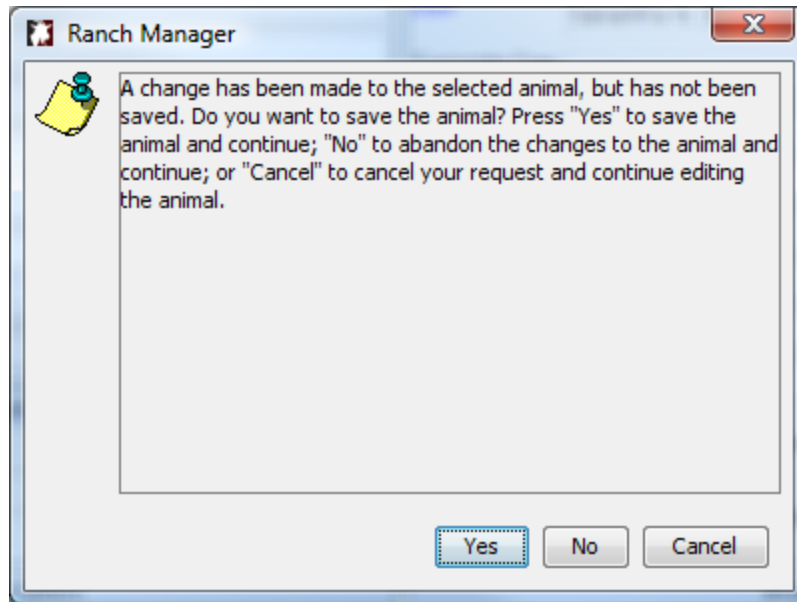 Ranch Manager
A change has been made to the selected animal, but has not been
saved. Do you want to save the animal? Press "Yes" to save the
animal and continue; "No" to abandon the changes to the animal and
continue; or "Cancel" to cancel your request and continue editing
the animal.
Yes No Cancel